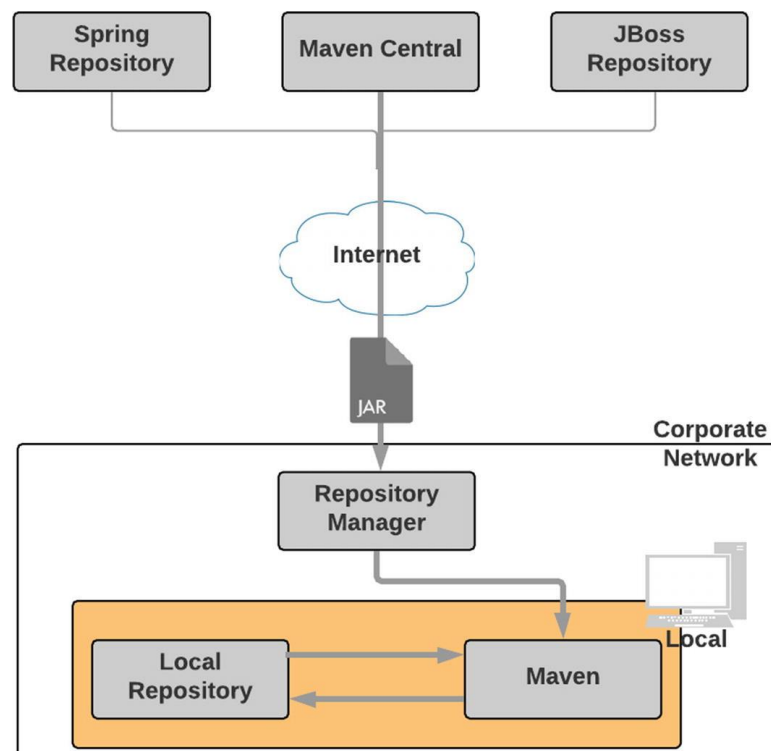 Spring
Repository
Maven Central
JBoss
Repository
Internet
JAR
Corporate
Network
Repository
Manager
Local
Local
Repository
Maven